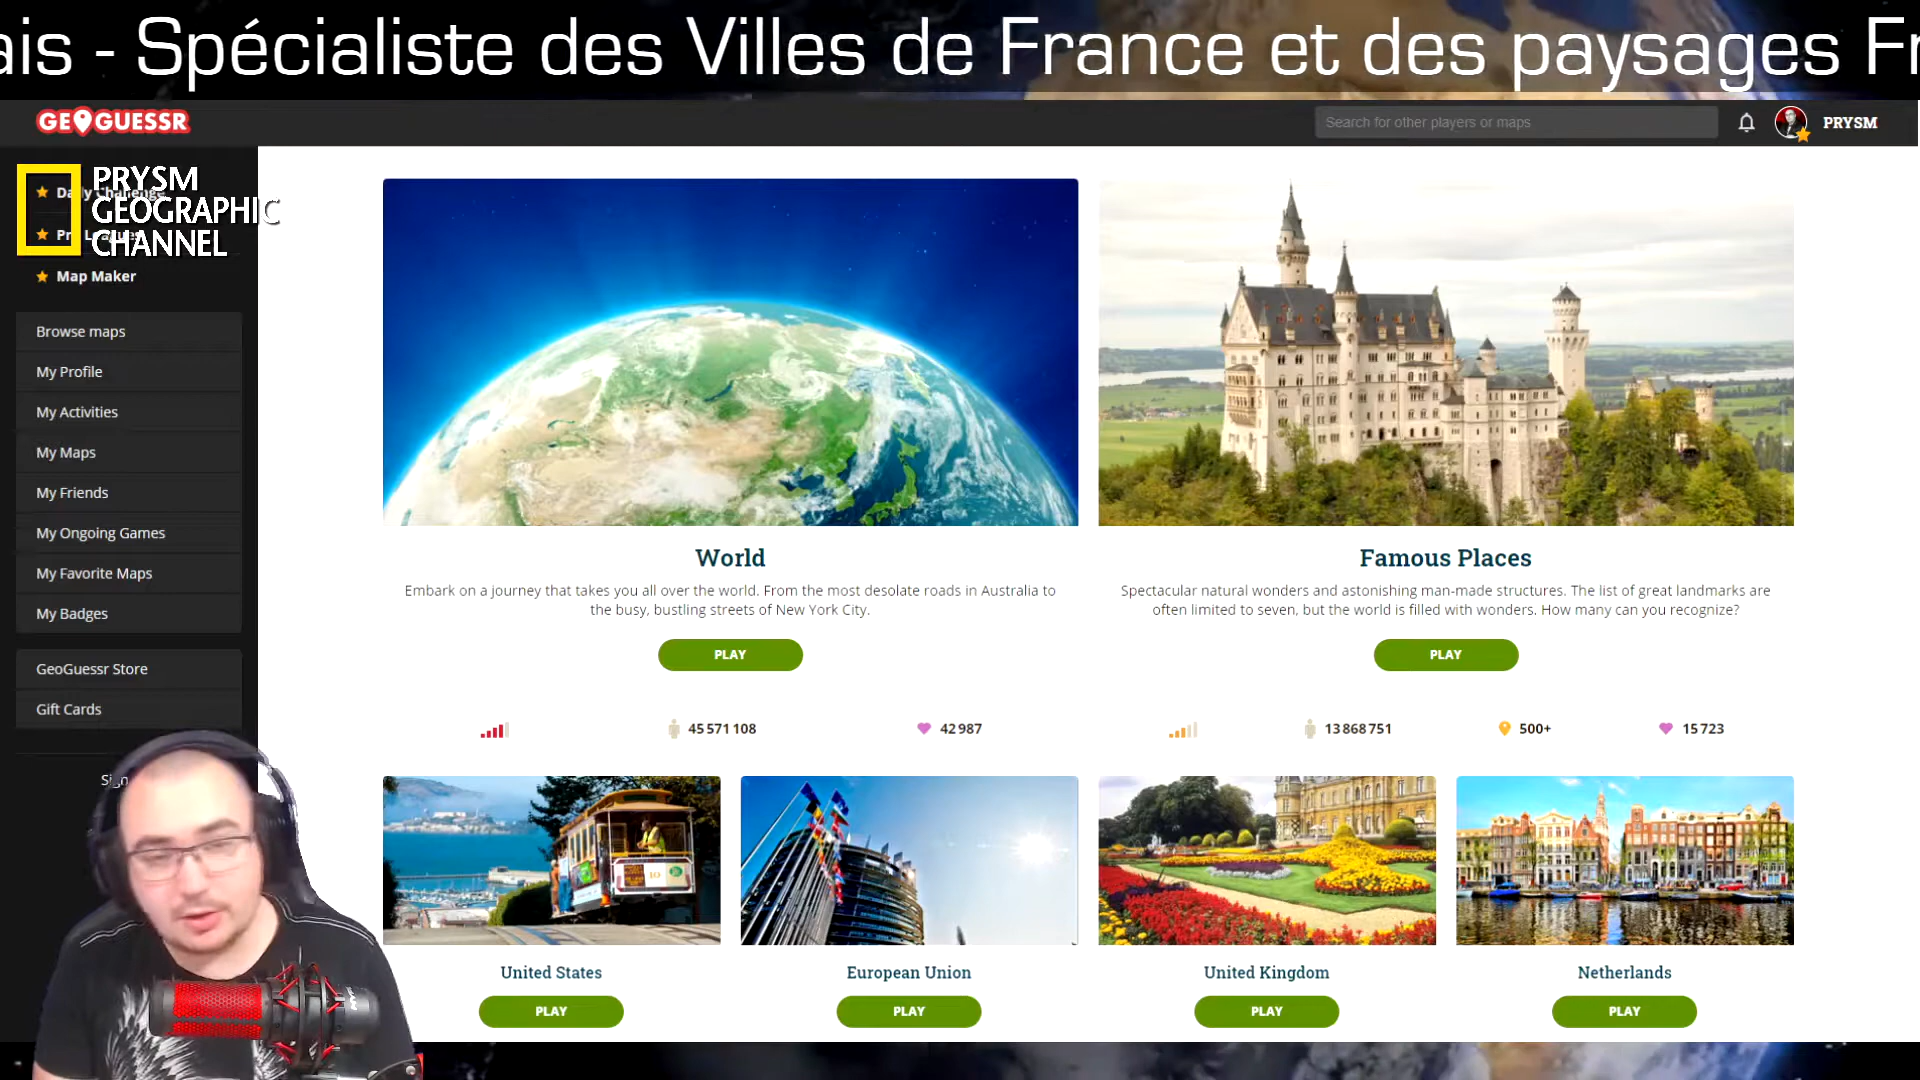 ais - Spécialiste des Villes de France et des paysages Fr
GEOGUESSR
Search for other players or maps
PRYSM
PRYSM
GEOGRAPHIC
CHANNEL
Daily Challenge
Pro Leagues
Map Maker
Browse maps
My Profile
My Activities
My Maps
My Friends
My Ongoing Games
My Favorite Maps
My Badges
GeoGuessr Store
Gift Cards
Sign
World
Embark on a journey that takes you all over the world. From the most desolate roads in Australia to
the busy, bustling streets of New York City.
PLAY
45 571 108
42 987
Famous Places
Spectacular natural wonders and astonishing man-made structures. The list of great landmarks are
often limited to seven, but the world is filled with wonders. How many can you recognize?
PLAY
13 868 751
500+
15 723
United States
PLAY
European Union
PLAY
United Kingdom
PLAY
Netherlands
PLAY